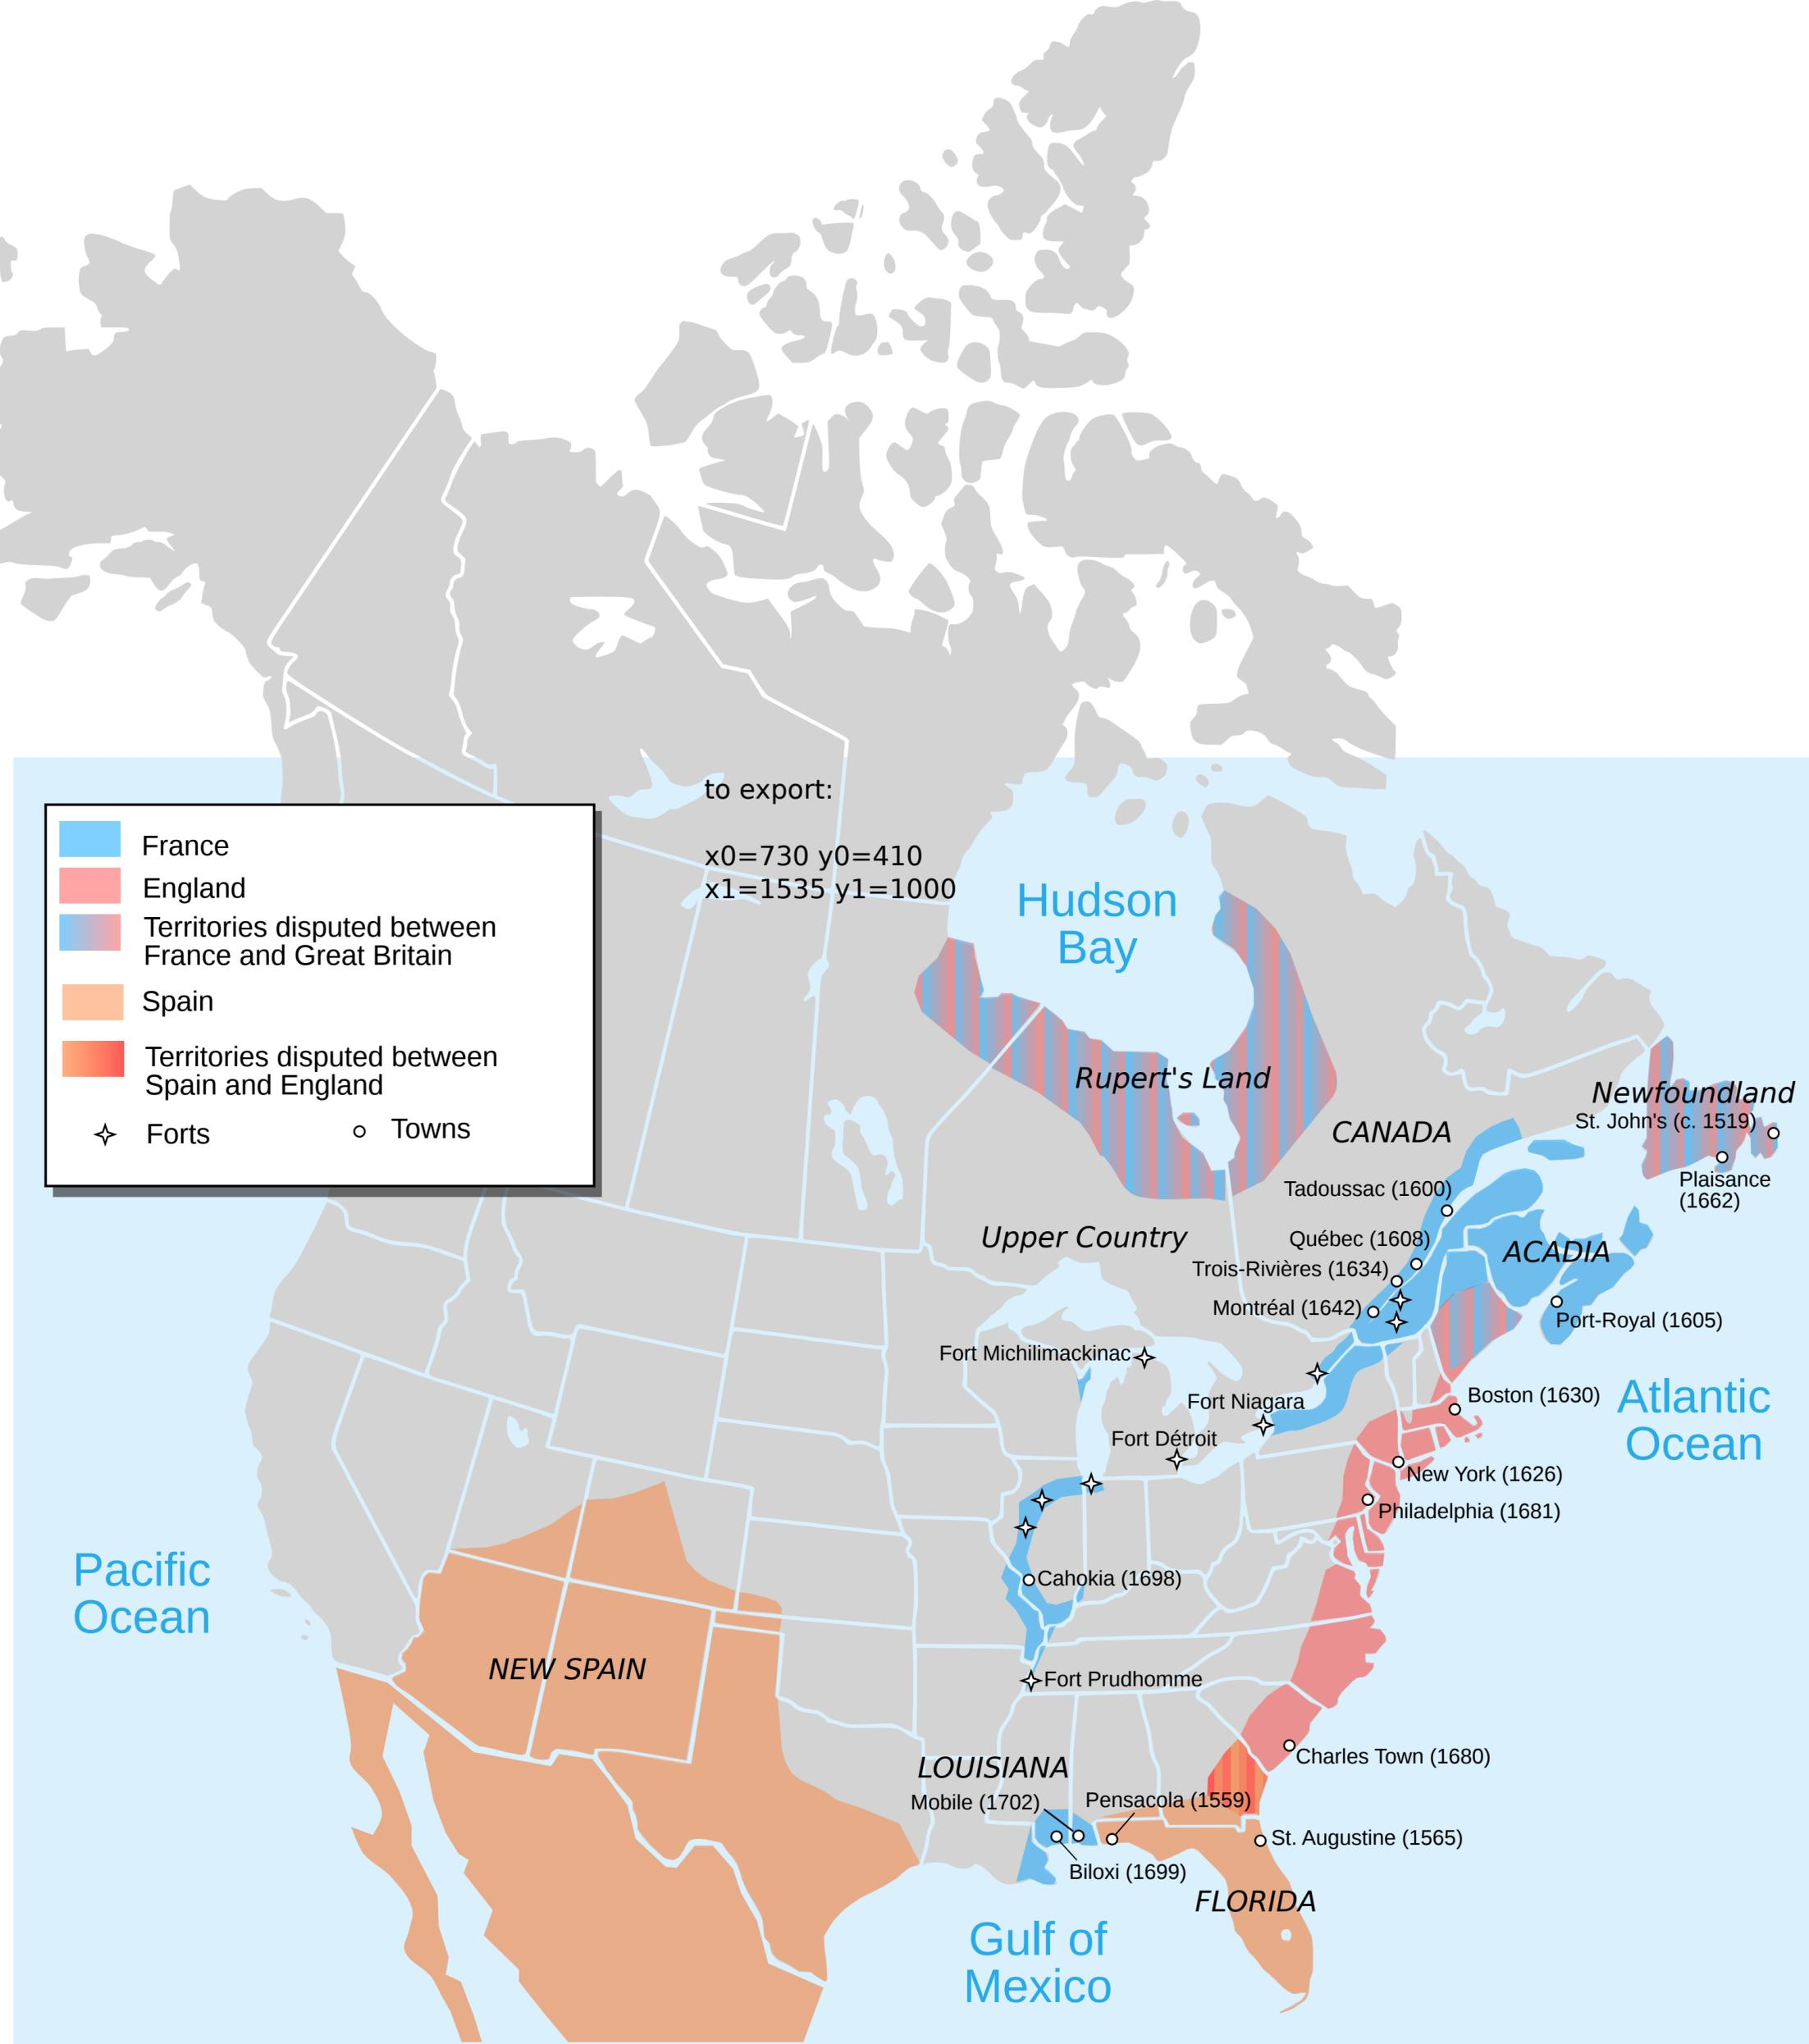 to export:
x0=730 y0=410
x1=1535 y1=1000
France
England
Territories disputed between
France and Great Britain
Spain
Territories disputed between
Spain and England
Forts
Towns
Hudson
Bay
Rupert's Land
Newfoundland
St. John's (c. 1519)
Plaisance
(1662)
CANADA
Tadoussac (1600)
Upper Country
Québec (1608)
ACADIA
Trois-Rivières (1634)
Montréal (1642)
Port-Royal (1605)
Fort Michilimackinac
Fort Niagara
Boston (1630)
Atlantic
Ocean
Fort Détroit
New York (1626)
Philadelphia (1681)
Pacific
Ocean
Cahokia (1698)
NEW SPAIN
Fort Prudhomme
Charles Town (1680)
LOUISIANA
Mobile (1702)
Pensacola (1559)
St. Augustine (1565)
Biloxi (1699)
FLORIDA
Gulf of
Mexico